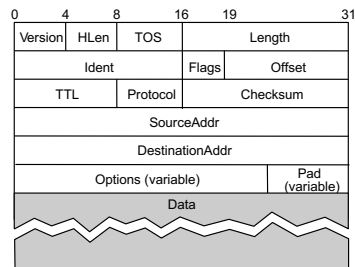 0 4 8 16 19 31
Version HLen TOS Length
Ident Flags Offset
TTL Protocol Checksum
SourceAddr
DestinationAddr
Options (variable) Pad
(variable)
Data